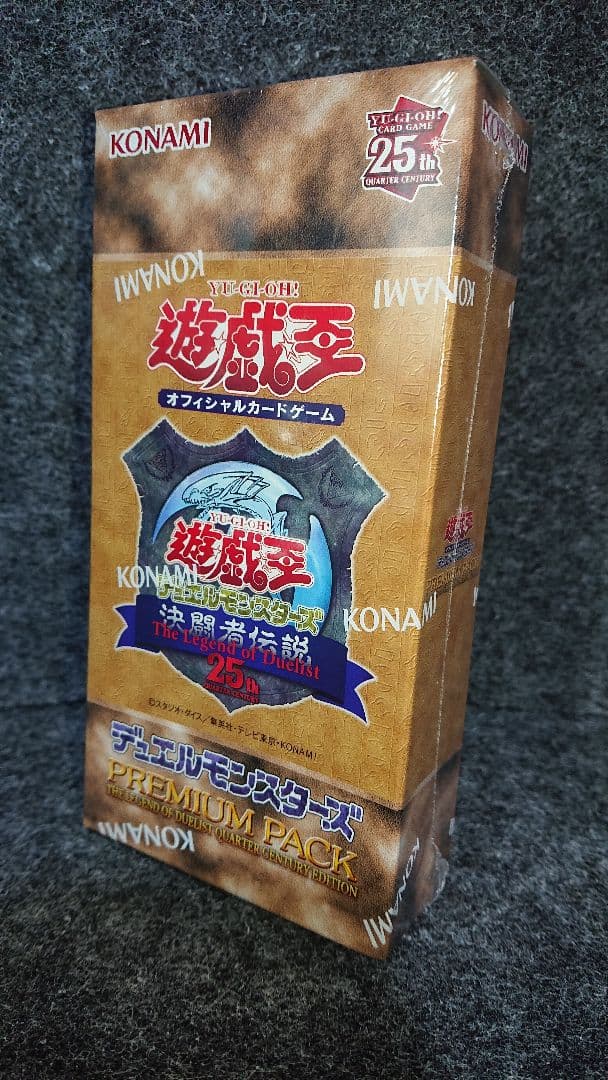 KONAMI
YU-GI-OH!
CARD GAME
25th
QUARTER CENTURY
KONAMI
KONAMI
YU-GI-OH!
遊戯王
オフィシャルカードゲーム
YU-GI-OH!
遊戯王
KONAMI
デュエルモンスターズ
決闘者伝説
The Legend of Duelist
25th
QUARTER CENTURY
KONAMI
©スタジオ・ダイス/集英社・テレビ東京・KONAMI
デュエルモンスターズ
PREMIUM PACK
THE LEGEND OF DUELIST QUARTER CENTURY EDITION
KONAMI
KONAMI
KONAMI